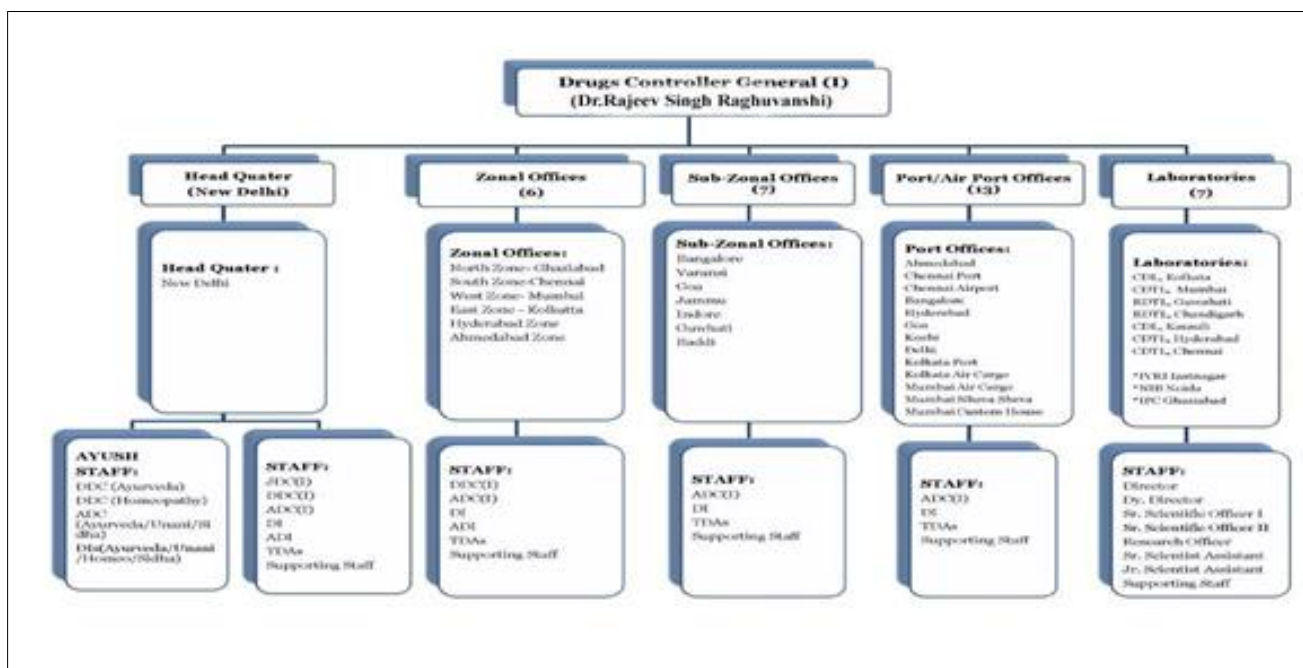 Drugs Controller General (I)
(Dr.Rajeev Singh Raghuvanshi)
Head Quater
(New Delhi)
Zonal Offices
(6)
Sub-Zonal Offices
(7)
Port/Air Port Offices
(13)
Laboratories
(7)
Head Quater :
New Delhi
Zonal Offices:
North Zone- Ghaziabad
South Zone-Chennai
West Zone- Mumbai
East Zone - Kolkatta
Hyderabad Zone
Ahmedabad Zone
Sub-Zonal Offices:
Bangalore
Varansi
Goa
Jammu
Indore
Guwhati
Baddi
Port Offices:
Ahmedabad
Chennai Port
Chennai Airport
Bangalore
Hyderabad
Goa
Kochi
Delhi
Kolkata Port
Kolkata Air Cargo
Mumbai Air Cargo
Mumbai Nheva Sheva
Mumbai Custom House
Laboratories:
CDL, Kolkata
CDTL, Mumbai
RDTL, Guwahati
RDTL, Chandigarh
CDL, Kasauli
CDTL, Hyderabad
CDTL, Chennai
*IVRI Izatnagar
*NIB Noida
*IPC Ghaziabad
AYUSH
STAFF:
DDC (Ayurveda)
DDC (Homeopathy)
ADC
(Ayurveda/Unani/Si
dha)
DIs(Ayurveda/Unani
/Homeo/Sidha)
STAFF:
JDC(I)
DDC(I)
ADC(I)
DI
ADI
TDAs
Supporting Staff
STAFF:
DDC(I)
ADC(I)
DI
ADI
TDAs
Supporting Staff
STAFF:
ADC(I)
DI
TDAs
Supporting Staff
STAFF:
ADC(I)
DI
TDAs
Supporting Staff
STAFF:
Director
Dy. Director
Sr. Scientific Officer I
Sr. Scientific Officer II
Research Officer
Sr. Scientist Assistant
Jr. Scientist Assistant
Supporting Staff